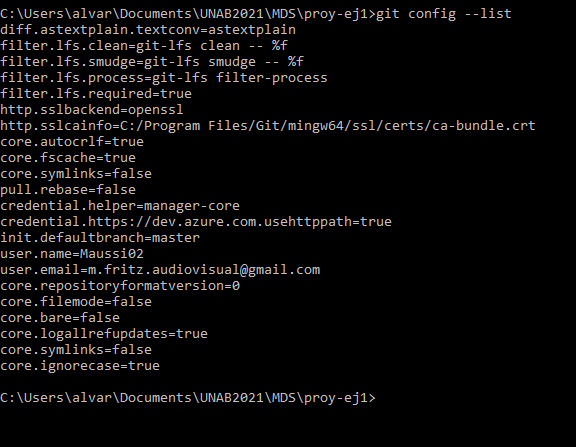 C:\Users\alvar\Documents\UNAB2021\MDS\proy-ej1>git config --list
diff.astextplain.textconv=astextplain
filter.lfs.clean=git-lfs clean -- %f
filter.lfs.smudge=git-lfs smudge -- %f
filter.lfs.process=git-lfs filter-process
filter.lfs.required=true
http.sslbackend=openssl
http.sslcainfo=C:/Program Files/Git/mingw64/ssl/certs/ca-bundle.crt
core.autocrlf=true
core.fscache=true
core.symlinks=false
pull.rebase=false
credential.helper=manager-core
credential.https://dev.azure.com.usehttppath=true
init.defaultbranch=master
user.name=Maussi02
user.email=m.fritz.audiovisual@gmail.com
core.repositoryformatversion=0
core.filemode=false
core.bare=false
core.logallrefupdates=true
core.symlinks=false
core.ignorecase=true
C:\Users\alvar\Documents\UNAB2021\MDS\proy-ej1>